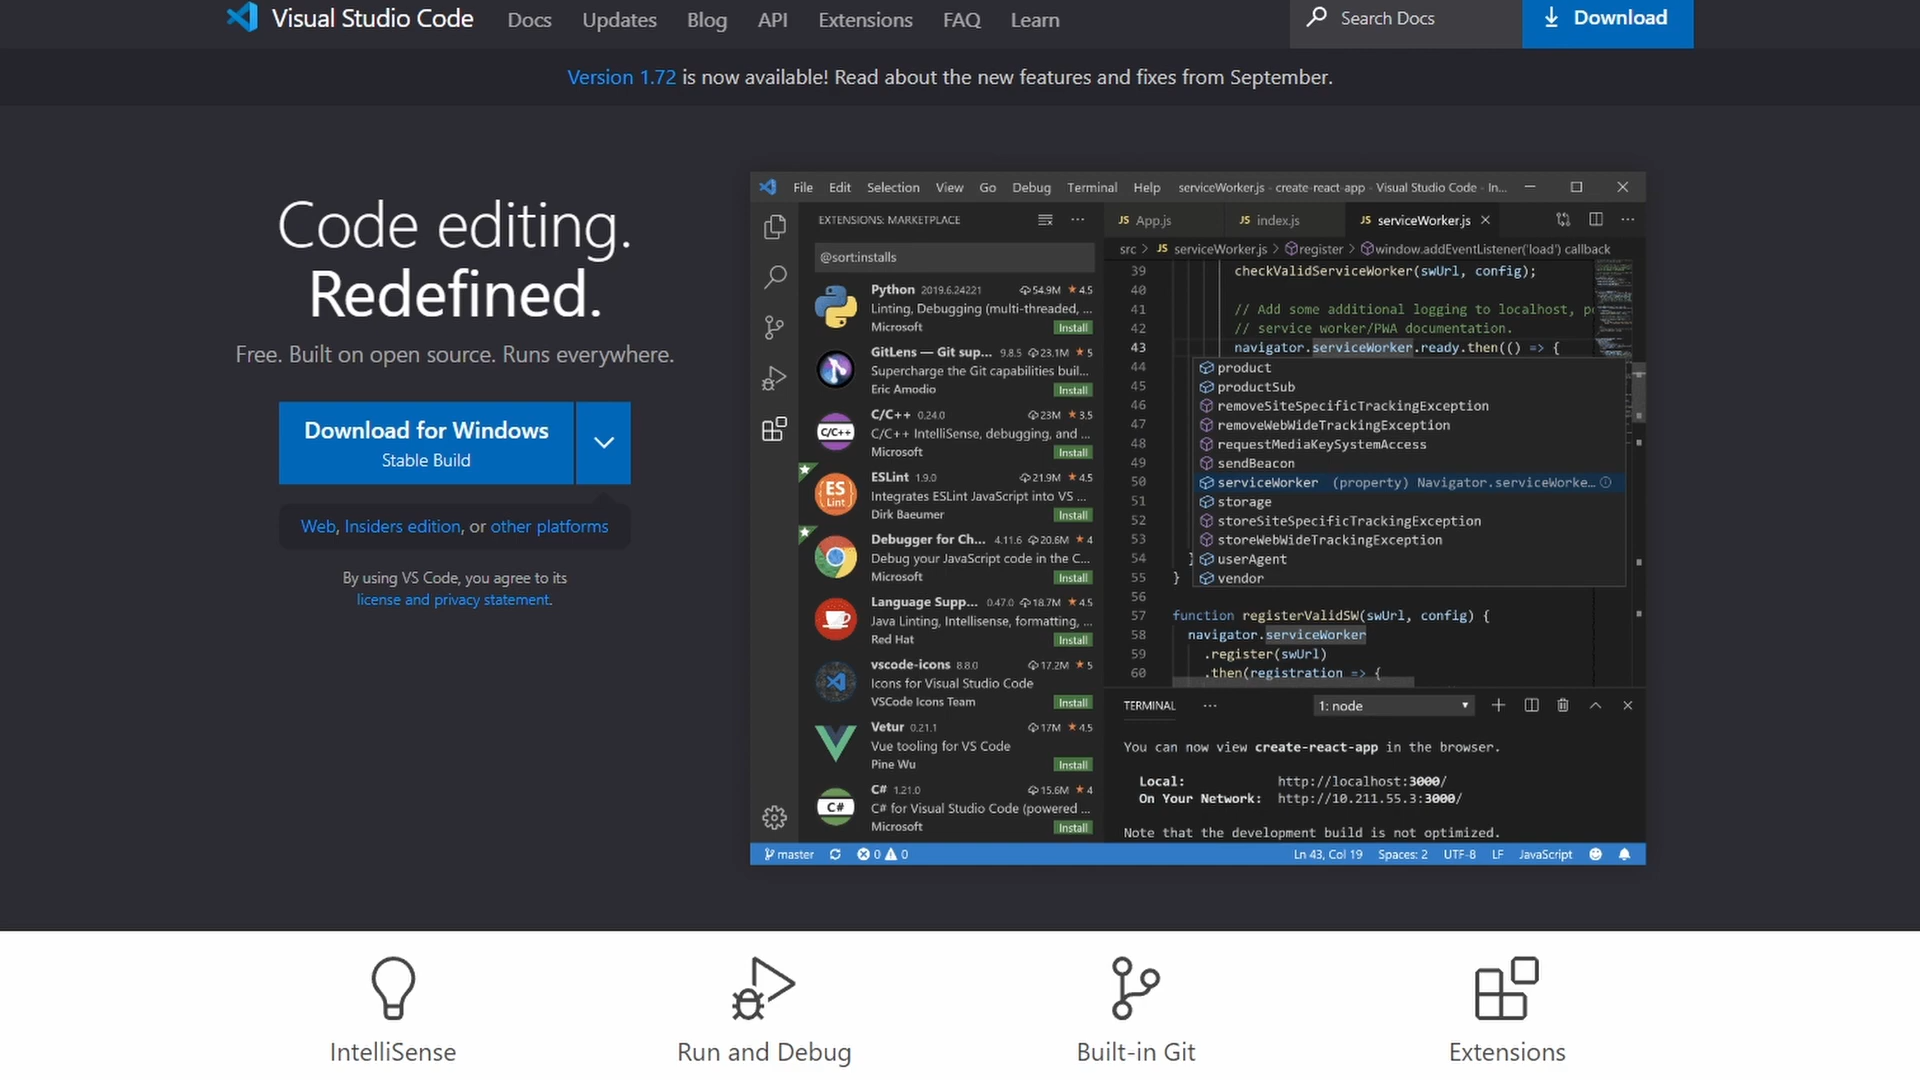 Visual Studio Code Docs Updates Blog API Extensions FAQ Learn Search Docs Download
Version 1.72 is now available! Read about the new features and fixes from September.
Code editing.
Redefined.
Free. Built on open source. Runs everywhere.
Download for Windows
Stable Build
Web, Insiders edition, or other platforms
By using VS Code, you agree to its
license and privacy statement.
File Edit Selection View Go Debug Terminal Help serviceWorker.js - create-react-app - Visual Studio Code - In...
EXTENSIONS: MARKETPLACE
@sort:installs
Python 2019.6.24221 54.9M 4.5
Linting, Debugging (multi-threaded, ...
Microsoft Install
GitLens — Git sup... 9.8.5 23.1M 5
Supercharge the Git capabilities buil...
Eric Amodio Install
C/C++ 0.24.0 23M 3.5
C/C++
C/C++ IntelliSense, debugging, and ...
Microsoft Install
ESLint 1.9.0 21.9M 4.5
ES
Lint
Integrates ESLint JavaScript into VS ...
Dirk Baeumer Install
Debugger for Ch... 4.11.6 20.6M 4
Debug your JavaScript code in the C...
Microsoft Install
Language Supp... 0.47.0 18.7M 4.5
Java Linting, Intellisense, formatting, ...
Red Hat Install
vscode-icons 8.8.0 17.2M 5
Icons for Visual Studio Code
VSCode Icons Team Install
Vetur 0.21.1 17M 4.5
Vue tooling for VS Code
Pine Wu Install
C# 1.21.0 15.6M 4
C#
C# for Visual Studio Code (powered ...
Microsoft Install
JS App.js JS index.js JS serviceWorker.js
src > JS serviceWorker.js > register > window.addEventListener('load') callback
39 checkValidServiceWorker(swUrl, config);
40
41 // Add some additional logging to localhost, p
42 // service worker/PWA documentation.
43 navigator.serviceWorker.ready.then(() => {
44 product
45 productSub
46 removeSiteSpecificTrackingException
47 removeWebWideTrackingException
48 requestMediaKeySystemAccess
49 sendBeacon
50 serviceWorker (property) Navigator.serviceWorke...
51 storage
52 storeSiteSpecificTrackingException
53 storeWebWideTrackingException
54 } userAgent
55 } vendor
56
57 function registerValidSW(swUrl, config) {
58 navigator.serviceWorker
59 .register(swUrl)
60 .then(registration => {
TERMINAL ... 1: node
You can now view create-react-app in the browser.
Local: http://localhost:3000/
On Your Network: http://10.211.55.3:3000/
Note that the development build is not optimized.
master 0 0 Ln 43, Col 19 Spaces: 2 UTF-8 LF JavaScript
IntelliSense Run and Debug Built-in Git Extensions